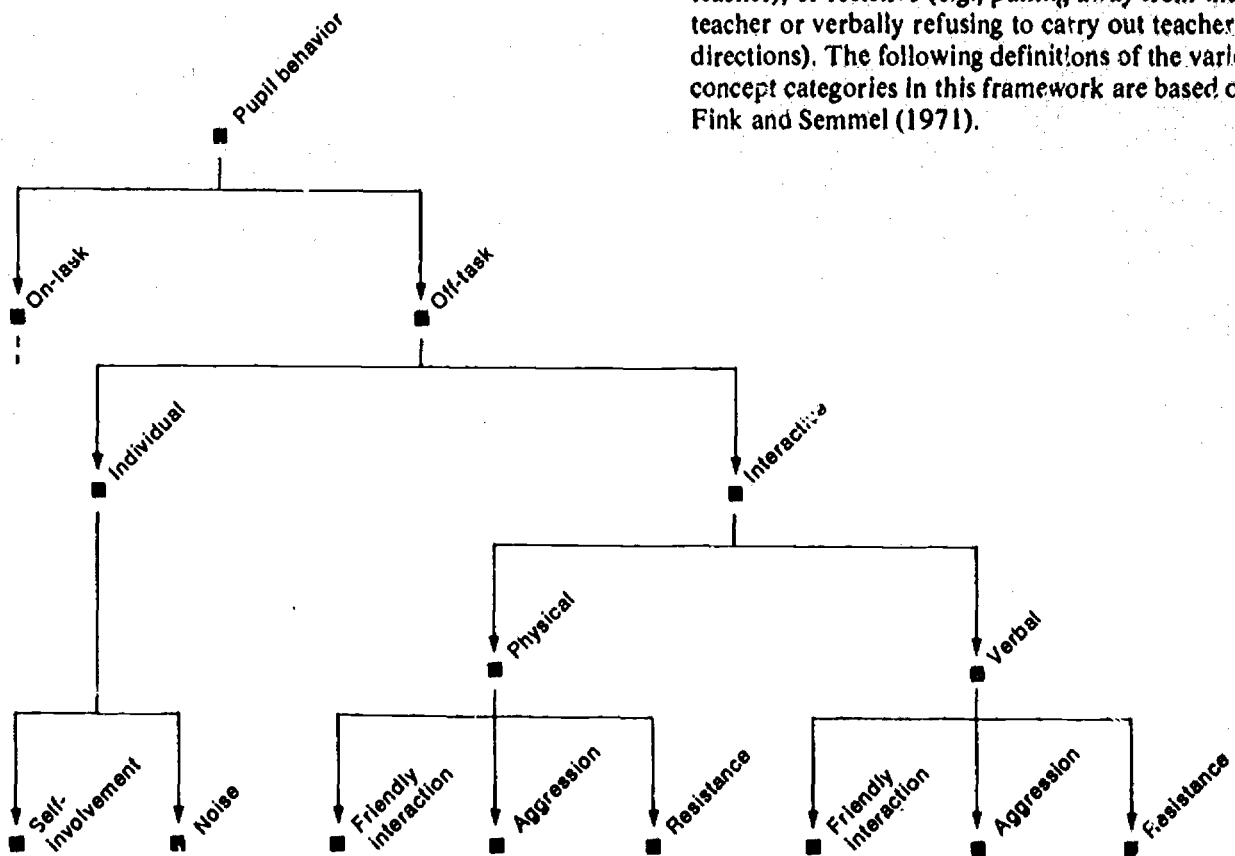 teacher or verbally refusing to carry out teacher
directions). The following definitions of the
concept categories in this framework are based
Fink and Semmel (1971).
Pupil behavior
On-task
Off-task
Individual
Interactive
Physical
Verbal
Self-
involvement
Noise
Friendly
interaction
Aggression
Resistance
Friendly
interaction
Aggression
Resistance